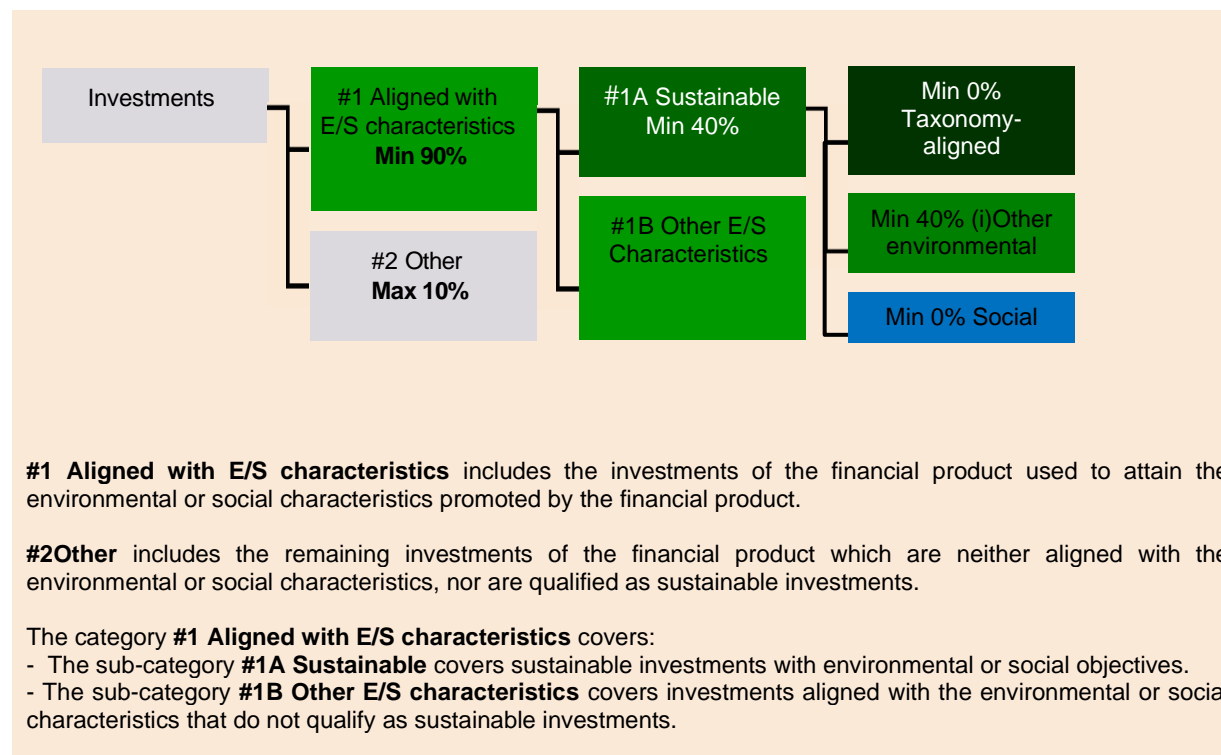 Investments
#1 Aligned with
E/S characteristics
Min 90%
#2 Other
Max 10%
#1A Sustainable
Min 40%
#1B Other E/S
Characteristics
Min 0%
Taxonomy-
aligned
Min 40% (i)Other
environmental
Min 0% Social
#1 Aligned with E/S characteristics includes the investments of the financial product used to attain the
environmental or social characteristics promoted by the financial product.
#2Other includes the remaining investments of the financial product which are neither aligned with the
environmental or social characteristics, nor are qualified as sustainable investments.
The category #1 Aligned with E/S characteristics covers:
- The sub-category #1A Sustainable covers sustainable investments with environmental or social objectives.
- The sub-category #1B Other E/S characteristics covers investments aligned with the environmental or social
characteristics that do not qualify as sustainable investments.